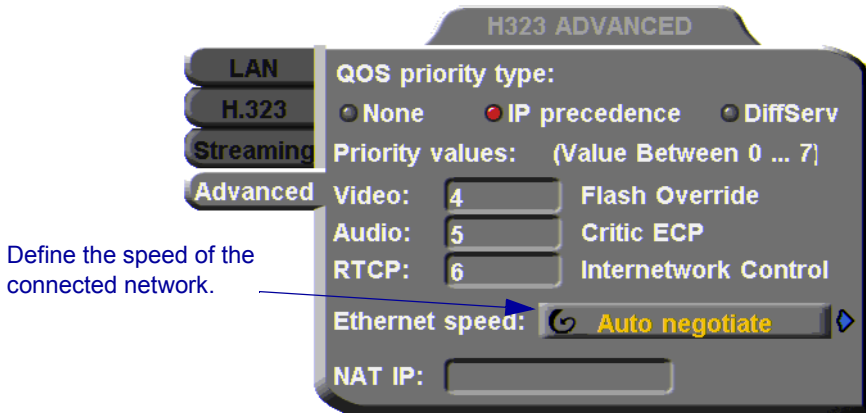 H323 ADVANCED
LAN
H.323
Streaming
Advanced
QOS priority type:
None IP precedence DiffServ
Priority values: (Value Between 0 ... 7)
Video: 4 Flash Override
Audio: 5 Critic ECP
RTCP: 6 Internetwork Control
Ethernet speed: Auto negotiate
NAT IP:
Define the speed of the
connected network.